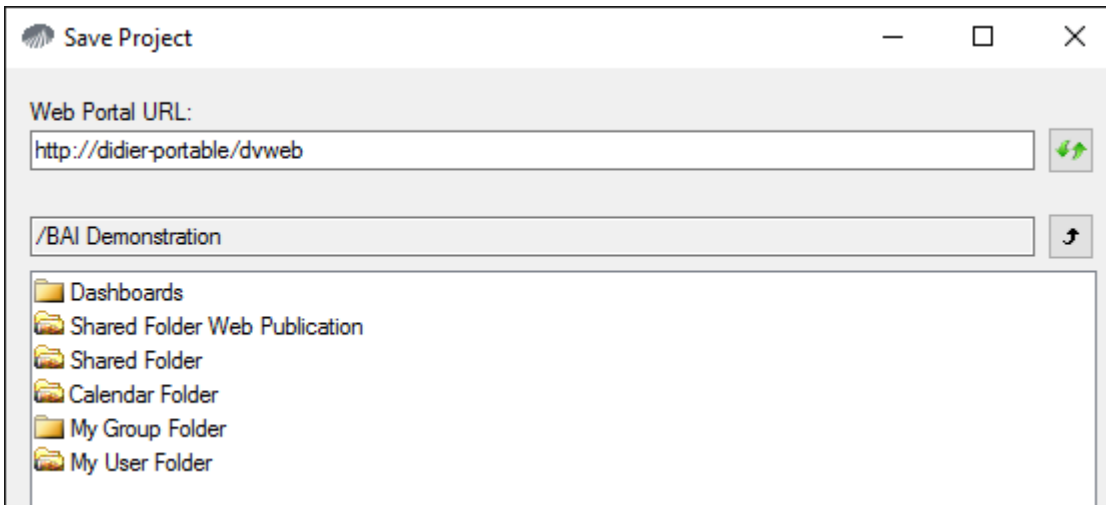 Save Project
Web Portal URL:
http://didier-portable/dvweb
/BAI Demonstration
Dashboards
Shared Folder Web Publication
Shared Folder
Calendar Folder
My Group Folder
My User Folder